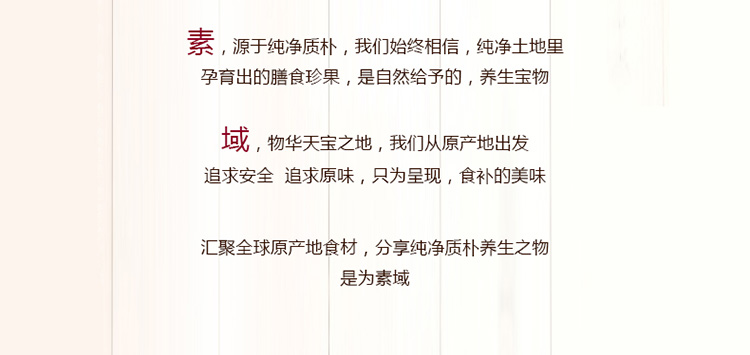 素，源于纯净质朴，我们始终相信，纯净土地里
孕育出的膳食珍果，是自然给予的，养生宝物
域，物华天宝之地，我们从原产地出发
追求安全 追求原味，只为呈现，食补的美味
汇聚全球原产地食材，分享纯净质朴养生之物
是为素域